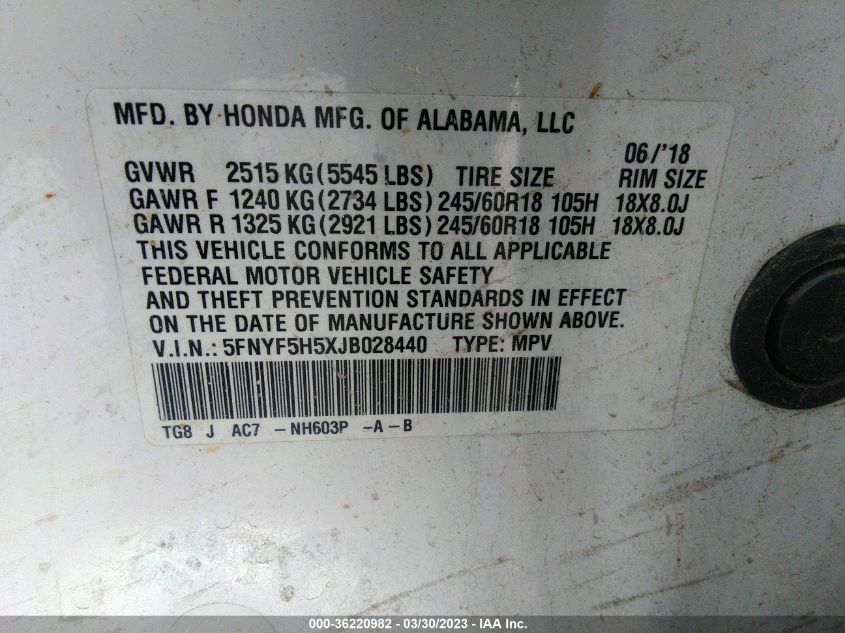 MFD. BY HONDA MFG. OF ALABAMA, LLC
06/'18
GVWR 2515 KG (5545 LBS) TIRE SIZE RIM SIZE
GAWR F 1240 KG (2734 LBS) 245/60R18 105H 18X8.0J
GAWR R 1325 KG (2921 LBS) 245/60R18 105H 18X8.0J
THIS VEHICLE CONFORMS TO ALL APPLICABLE
FEDERAL MOTOR VEHICLE SAFETY
AND THEFT PREVENTION STANDARDS IN EFFECT
ON THE DATE OF MANUFACTURE SHOWN ABOVE.
V.I.N.: 5FNYF5H5XJB028440 TYPE: MPV
TG8 J AC7 - NH603P - A - B
000-36220982 - 03/30/2023 - IAA Inc.